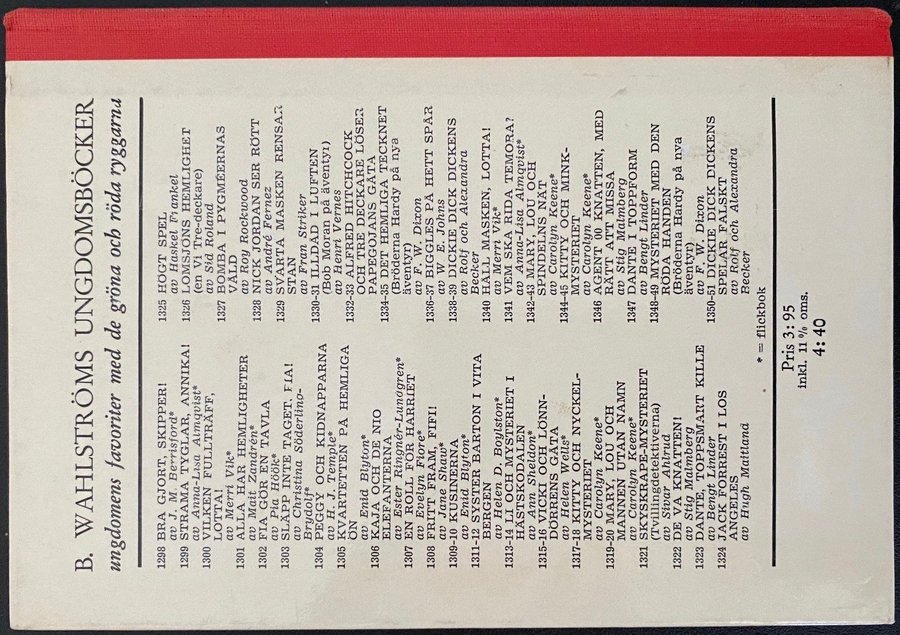 B. WAHLSTRÖMS UNGDOMSBÖCKER
ungdomens favoriter med de gröna och röda ryggarna
1298 BRA GJORT, SKIPPER!
av J. M. Berrisford*
1299 STRAMA TYGLAR, ANNIKA!
av Anna-Lisa Almqvist*
1300 VILKEN FULLTRÄFF,
LOTTA!
av Merri Vik*
1301 ALLA HAR HEMLIGHETER
av Maït Sandrén*
1302 FIA GÖR EN TAVLA
av Pia Höök*
1303 SLÄPP INTE TAGET, FIA!
av Christina Söderling-
Brydolf*
1304 PEGGY OCH KIDNAPPARNA
av H. J. Temple*
1305 KVARTETTEN PÅ HEMLIGA
ÖN
av Enid Blyton*
1306 KAJA OCH DE NIO
ELEFANTERNA
av Ester Ringnér-Lundgren*
1307 EN ROLL FÖR HARRIET
av Evelyn Storre*
1308 FRITT FRAM, FIFI!
av Jane Shaw*
1309-10 KUSINERNA
av Enid Blyton*
1311-12 SYSTER BARTON I VITA
BERGEN
av Helen D. Boylston*
1313-14 LI OCH MYSTERIET I
HÄSTSKODALEN
av Ann Sheldon*
1315-16 VICKI OCH LÖNN-
DÖRRENS GÅTA
av Helen Wells*
1317-18 KITTY OCH NYCKEL-
MYSTERIET
av Carolyn Keene*
1319-20 MARY, LOU OCH
MANNEN UTAN NAMN
av Carolyn Keene*
1321 SKYSKRAPE-MYSTERIET
(Tvillingdetektiverna)
av Sivar Ahlrud
1322 DE VA' KNATTEN!
av Stig Malmberg
1323 DANTE, TOPPSMART KILLE
av Bengt Linder
1324 JACK FORREST I LOS
ANGELES
av Hugh Maitland
1325 HÖGT SPEL
av Haskel Frankel
1326 LOMSJÖNS HEMLIGHET
(en Vi Tre-deckare)
av Sid Roland
1327 BOMBA I PYGMÉERNAS
VÅLD
av Roy Rockwood
1328 NICK JORDAN SER RÖTT
av André Fernez
1329 SVARTA MASKEN RENSAR
STAN
av Fran Striker
1330-31 ILLDÅD I LUFTEN
(Bob Moran på äventyr)
av Henri Vernes
1332-33 ALFRED HITCHCOCK
OCH TRE DECKARE LÖSER
PAPEGOJANS GÅTA
1334-35 DET HEMLIGA TECKNET
(Bröderna Hardy på nya
äventyr)
av F. W. Dixon
1336-37 BIGGLES PÅ HETT SPÅR
av W. E. Johns
1338-39 DICKIE DICK DICKENS
av Rolf och Alexandra
Becker
1340 HÅLL MASKEN, LOTTA!
av Merri Vik*
1341 VEM SKA RIDA TEMORA?
av Anna-Lisa Almqvist*
1342-43 MARY, LOU OCH
SPINDELNS NÄT
av Carolyn Keene*
1344-45 KITTY OCH MINK-
MYSTERIET
av Carolyn Keene*
1346 AGENT 00 KNATTEN, MED
RÄTT ATT MISSA
av Stig Malmberg
1347 DANTE I TOPPFORM
av Bengt Linder
1348-49 MYSTERIET MED DEN
RÖDA HANDEN
(Bröderna Hardy på nya
äventyr)
av F. W. Dixon
1350-51 DICKIE DICK DICKENS
SPELAR FALSKT
av Rolf och Alexandra
Becker
* = flickbok
Pris 3: 95
inkl. 11 % oms.
4: 40